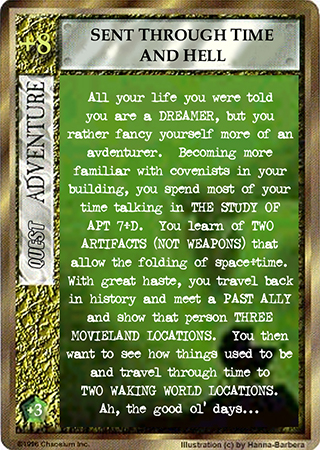 +8
SENT THROUGH TIME
AND HELL
QUEST ADVENTURE
All your life you were told
you are a DREAMER, but you
rather fancy yourself more of an
avdenturer. Becoming more
familiar with covenists in your
building, you spend most of your
time talking in THE STUDY OF
APT 7+D. You learn of TWO
ARTIFACTS (NOT WEAPONS) that
allow the folding of space+time.
With great haste, you travel back
in history and meet a PAST ALLY
and show that person THREE
MOVIELAND LOCATIONS. You then
want to see how things used to be
and travel through time to
TWO WAKING WORLD LOCATIONS.
Ah, the good ol' days...
+3
©1996 Chaosium Inc.
Illustration (c) by Hanna-Barbera